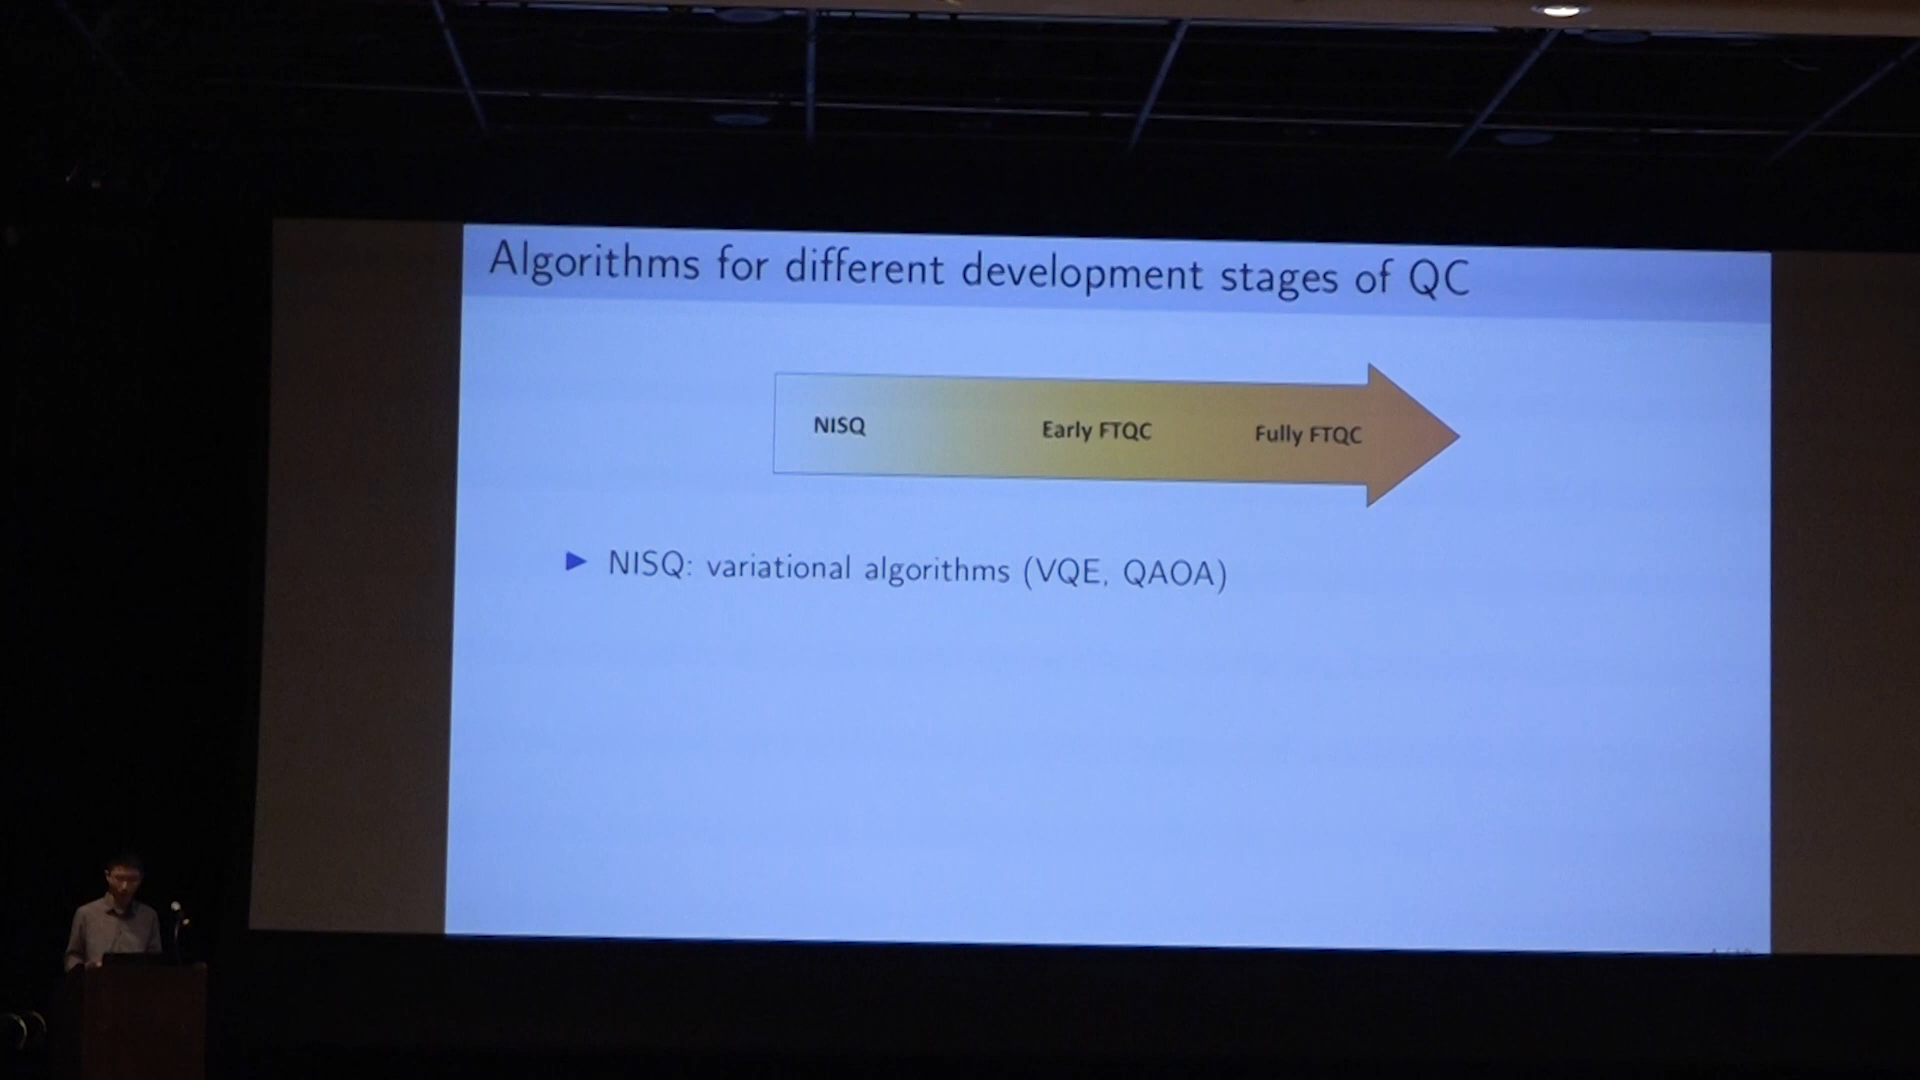 Algorithms for different development stages of QC
NISQ
Early FTQC
Fully FTQC
NISQ: variational algorithms (VQE, QAOA)